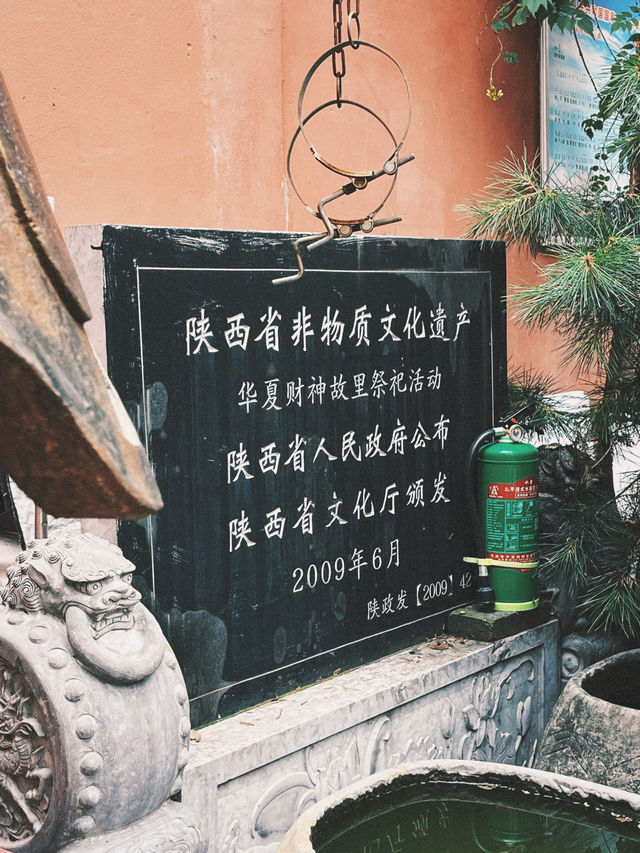 陕西省非物质文化遗产
华夏财神故里祭祀活动
陕西省人民政府公布
陕西省文化厅颁发
2009年6月
陕政发【2009】42